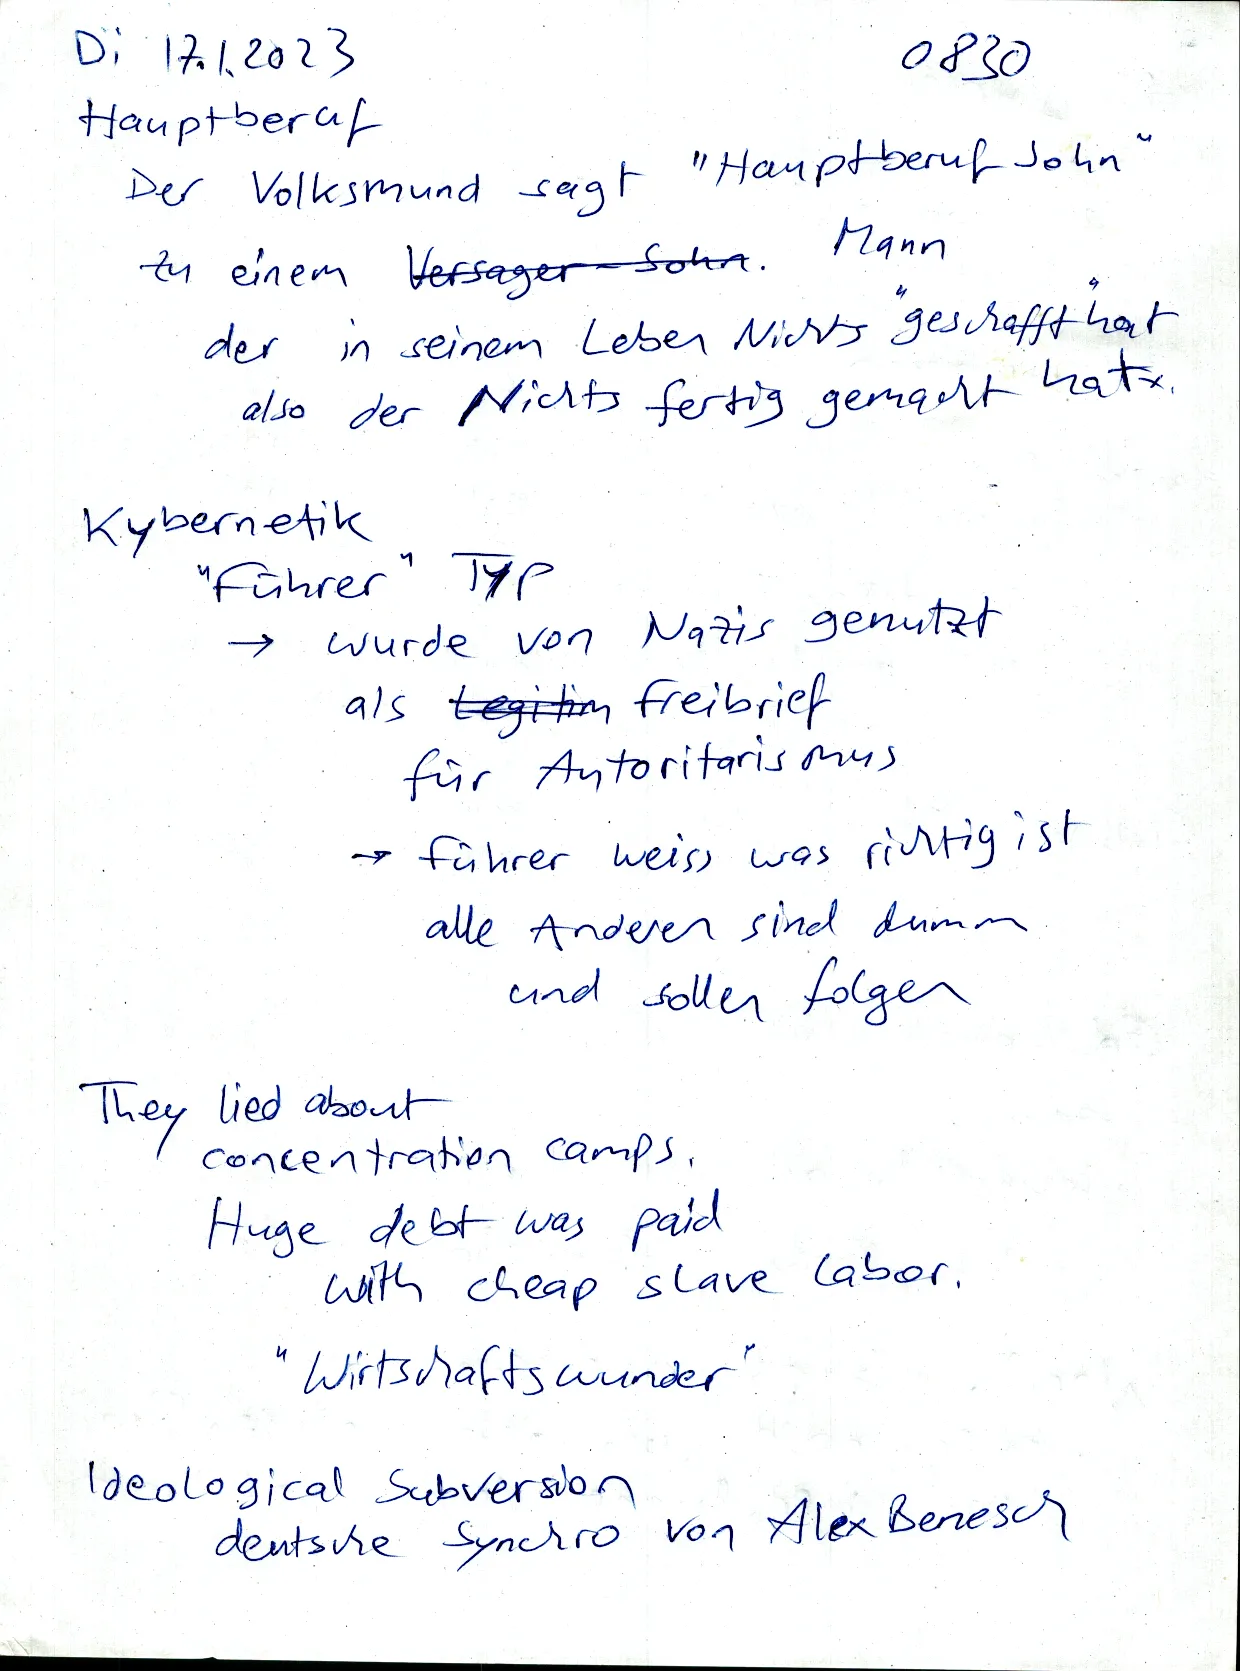 Di 17.1.2023 0830
Hauptberuf
Der Volksmund sagt "Hauptberuf Sohn"
zu einem Versager-Sohn. Mann
der in seinem Leben Nichts "geschafft" hat
also der Nichts fertig gemacht hat.
Kybernetik
"Führer" Typ
→ wurde von Nazis genutzt
als Legitim Freibrief
für Autoritarismus
→ Führer weiss was richtig ist
alle Anderen sind dumm
und sollen folgen
They lied about
concentration camps.
Huge debt was paid
with cheap slave labor.
"Wirtschaftswunder"
Ideological Subversion
deutsche Synchro von Alex Benesch